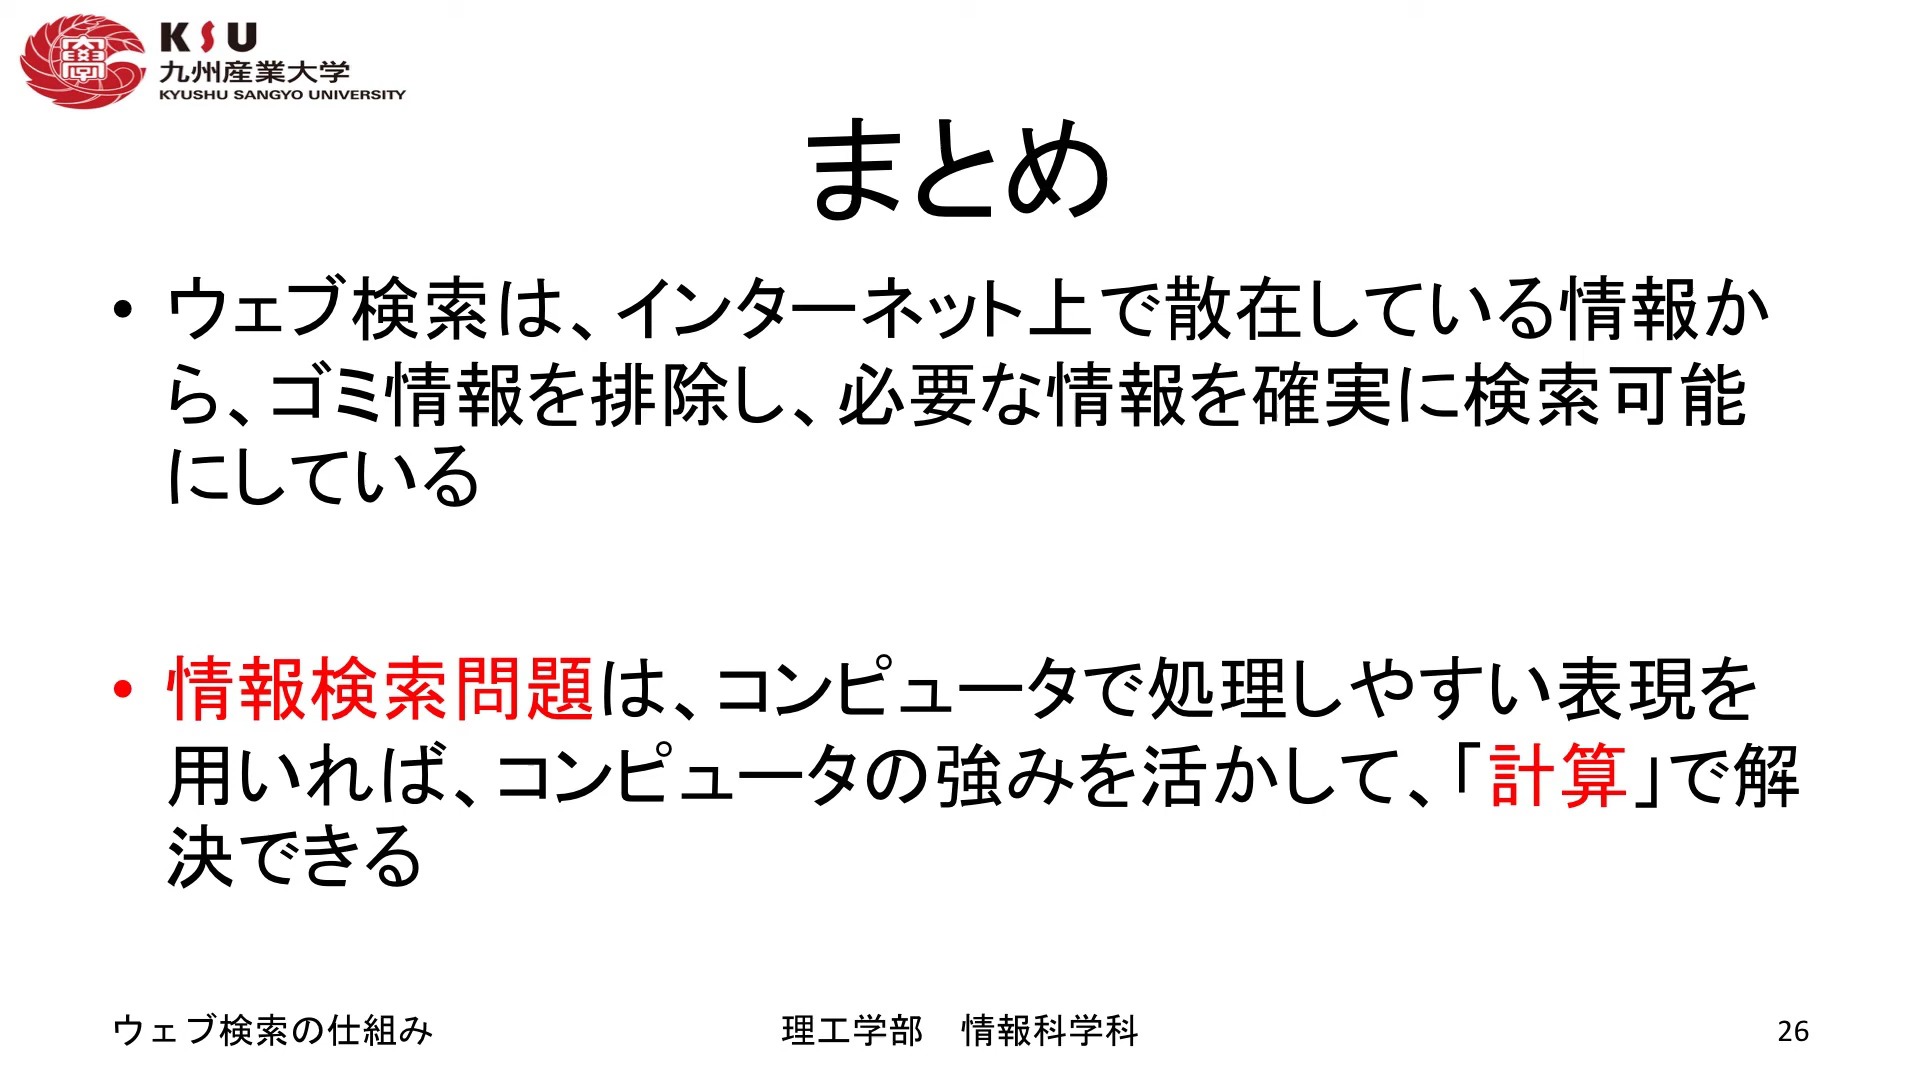 KSU
九州産業大学
KYUSHU SANGYO UNIVERSITY
まとめ
• ウェブ検索は、インターネット上で散在している情報か
ら、ゴミ情報を排除し、必要な情報を確実に検索可能
にしている
• 情報検索問題は、コンピュータで処理しやすい表現を
用いれば、コンピュータの強みを活かして、「計算」で解
決できる
ウェブ検索の仕組み
理工学部　情報科学科
26